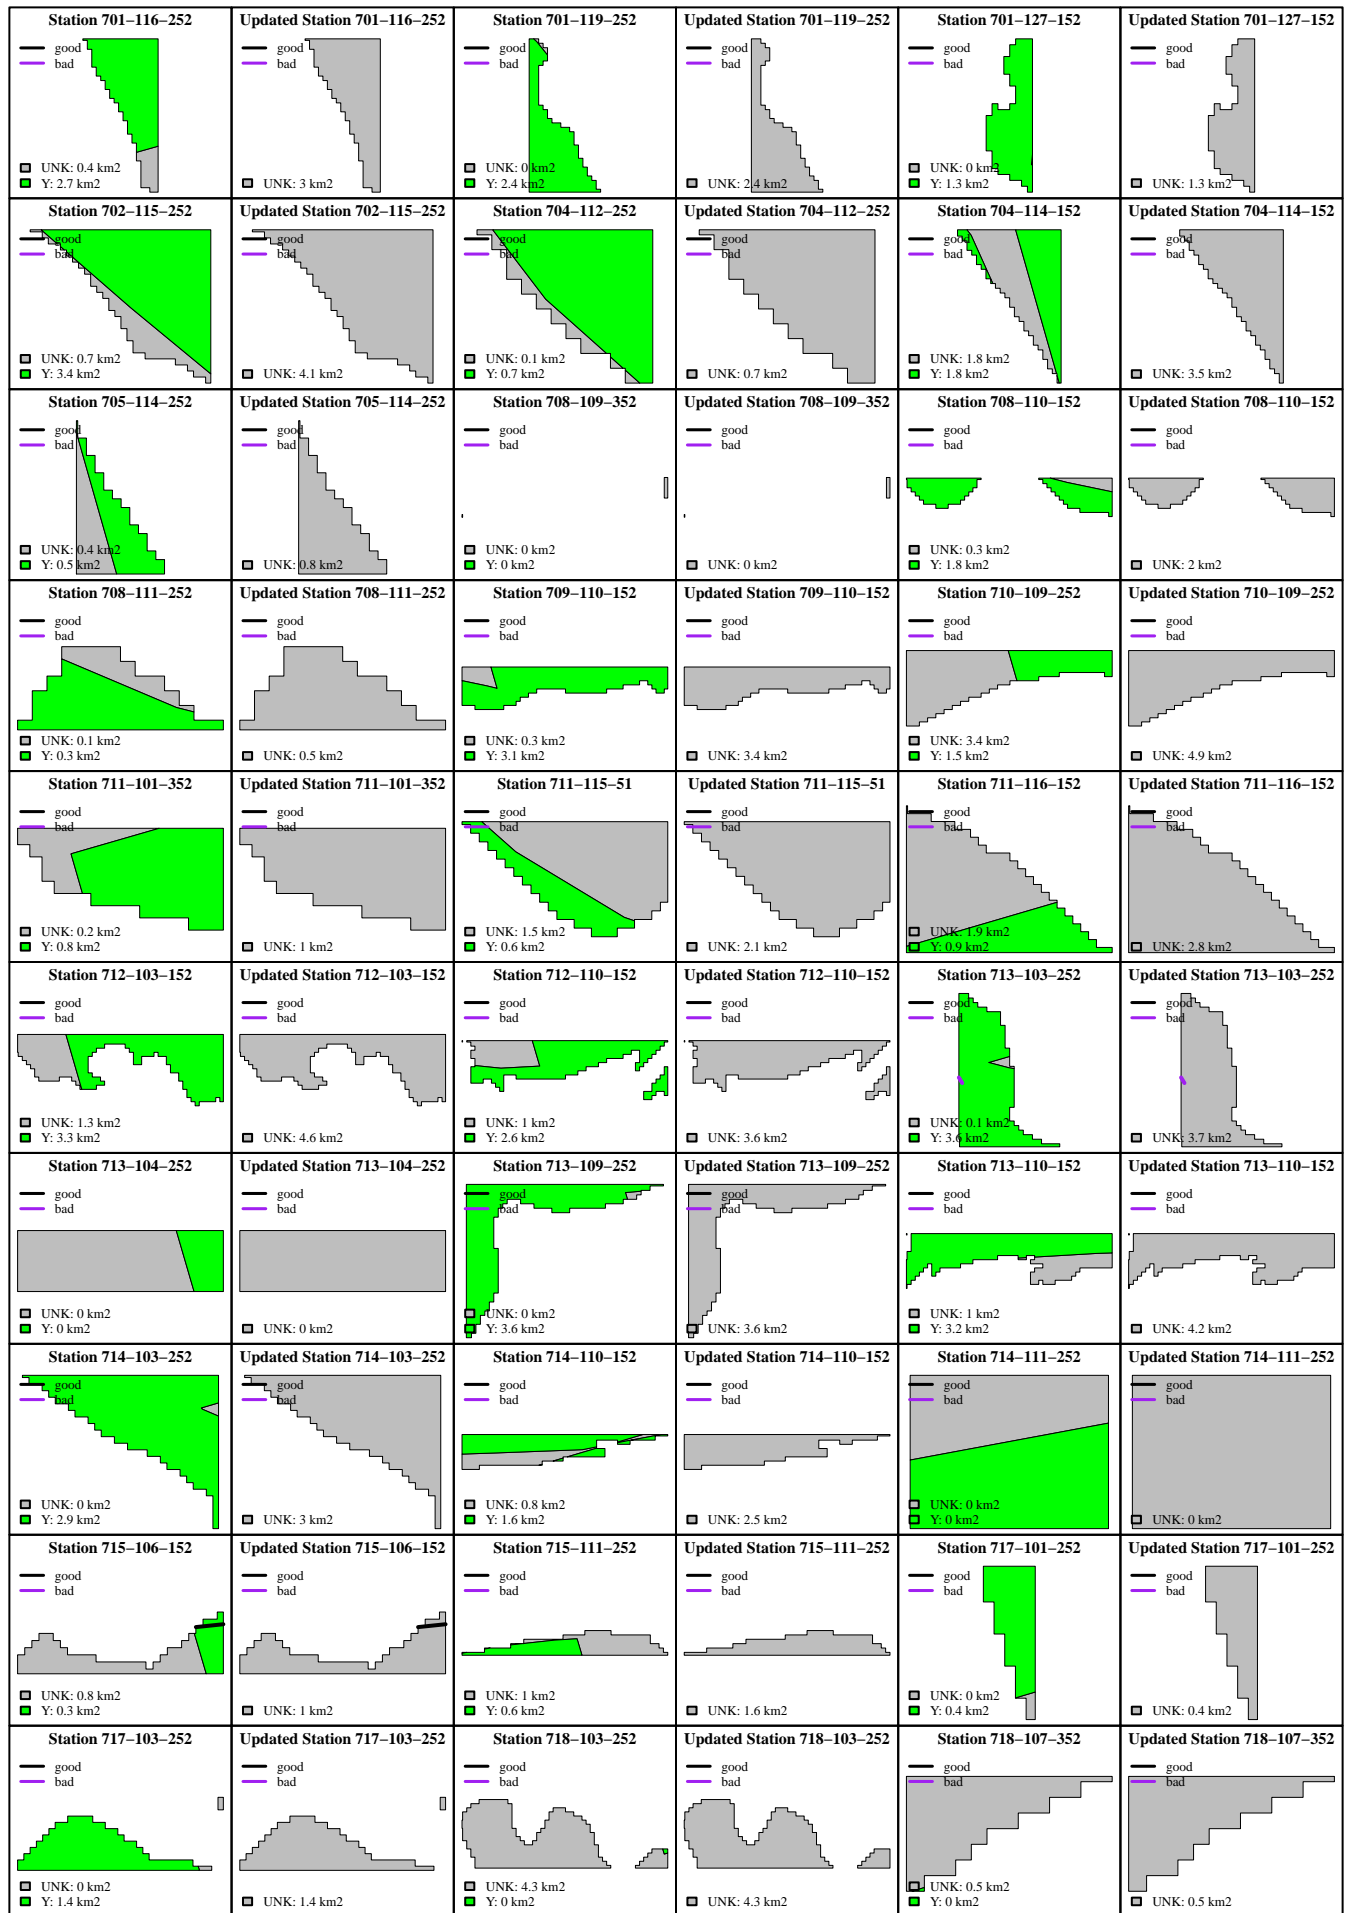 Station 701−116−252
good
bad
UNK: 0.4 km2
Y: 2.7 km2
Updated Station 701−116−252
good
bad
UNK: 3 km2
Station 701−119−252
good
bad
UNK: 0 km2
Y: 2.4 km2
Updated Station 701−119−252
good
bad
UNK: 2.4 km2
Station 701−127−152
good
bad
UNK: 0 km2
Y: 1.3 km2
Updated Station 701−127−152
good
bad
UNK: 1.3 km2
Station 702−115−252
good
bad
UNK: 0.7 km2
Y: 3.4 km2
Updated Station 702−115−252
good
bad
UNK: 4.1 km2
Station 704−112−252
good
bad
UNK: 0.1 km2
Y: 0.7 km2
Updated Station 704−112−252
good
bad
UNK: 0.7 km2
Station 704−114−152
good
bad
UNK: 1.8 km2
Y: 1.8 km2
Updated Station 704−114−152
good
bad
UNK: 3.5 km2
Station 705−114−252
good
bad
UNK: 0.4 km2
Y: 0.5 km2
Updated Station 705−114−252
good
bad
UNK: 0.8 km2
Station 708−109−352
good
bad
UNK: 0 km2
Y: 0 km2
Updated Station 708−109−352
good
bad
UNK: 0 km2
Station 708−110−152
good
bad
UNK: 0.3 km2
Y: 1.8 km2
Updated Station 708−110−152
good
bad
UNK: 2 km2
Station 708−111−252
good
bad
UNK: 0.1 km2
Y: 0.3 km2
Updated Station 708−111−252
good
bad
UNK: 0.5 km2
Station 709−110−152
good
bad
UNK: 0.3 km2
Y: 3.1 km2
Updated Station 709−110−152
good
bad
UNK: 3.4 km2
Station 710−109−252
good
bad
UNK: 3.4 km2
Y: 1.5 km2
Updated Station 710−109−252
good
bad
UNK: 4.9 km2
Station 711−101−352
good
bad
UNK: 0.2 km2
Y: 0.8 km2
Updated Station 711−101−352
good
bad
UNK: 1 km2
Station 711−115−51
good
bad
UNK: 1.5 km2
Y: 0.6 km2
Updated Station 711−115−51
good
bad
UNK: 2.1 km2
Station 711−116−152
good
bad
UNK: 1.9 km2
Y: 0.9 km2
Updated Station 711−116−152
good
bad
UNK: 2.8 km2
Station 712−103−152
good
bad
UNK: 1.3 km2
Y: 3.3 km2
Updated Station 712−103−152
good
bad
UNK: 4.6 km2
Station 712−110−152
good
bad
UNK: 1 km2
Y: 2.6 km2
Updated Station 712−110−152
good
bad
UNK: 3.6 km2
Station 713−103−252
good
bad
UNK: 0.1 km2
Y: 3.6 km2
Updated Station 713−103−252
good
bad
UNK: 3.7 km2
Station 713−104−252
good
bad
UNK: 0 km2
Y: 0 km2
Updated Station 713−104−252
good
bad
UNK: 0 km2
Station 713−109−252
good
bad
UNK: 0 km2
Y: 3.6 km2
Updated Station 713−109−252
good
bad
UNK: 3.6 km2
Station 713−110−152
good
bad
UNK: 1 km2
Y: 3.2 km2
Updated Station 713−110−152
good
bad
UNK: 4.2 km2
Station 714−103−252
good
bad
UNK: 0 km2
Y: 2.9 km2
Updated Station 714−103−252
good
bad
UNK: 3 km2
Station 714−110−152
good
bad
UNK: 0.8 km2
Y: 1.6 km2
Updated Station 714−110−152
good
bad
UNK: 2.5 km2
Station 714−111−252
good
bad
UNK: 0 km2
Y: 0 km2
Updated Station 714−111−252
good
bad
UNK: 0 km2
Station 715−106−152
good
bad
UNK: 0.8 km2
Y: 0.3 km2
Updated Station 715−106−152
good
bad
UNK: 1 km2
Station 715−111−252
good
bad
UNK: 1 km2
Y: 0.6 km2
Updated Station 715−111−252
good
bad
UNK: 1.6 km2
Station 717−101−252
good
bad
UNK: 0 km2
Y: 0.4 km2
Updated Station 717−101−252
good
bad
UNK: 0.4 km2
Station 717−103−252
good
bad
UNK: 0 km2
Y: 1.4 km2
Updated Station 717−103−252
good
bad
UNK: 1.4 km2
Station 718−103−252
good
bad
UNK: 4.3 km2
Y: 0 km2
Updated Station 718−103−252
good
bad
UNK: 4.3 km2
Station 718−107−352
good
bad
UNK: 0.5 km2
Y: 0 km2
Updated Station 718−107−352
good
bad
UNK: 0.5 km2